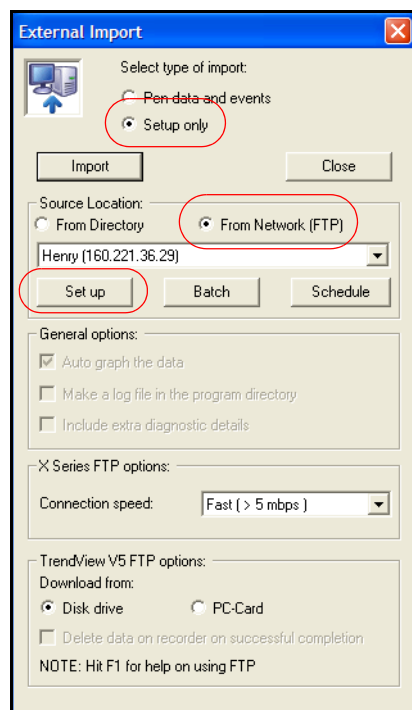 External Import
Select type of import:
Pen data and events
Setup only
Import
Close
Source Location:
From Directory
From Network (FTP)
Henry (160.221.36.29)
Set up
Batch
Schedule
General options:
Auto graph the data
Make a log file in the program directory
Include extra diagnostic details
X Series FTP options:
Connection speed:
Fast ( > 5 mbps )
TrendView V5 FTP options:
Download from:
Disk drive
PC-Card
Delete data on recorder on successful completion
NOTE: Hit F1 for help on using FTP